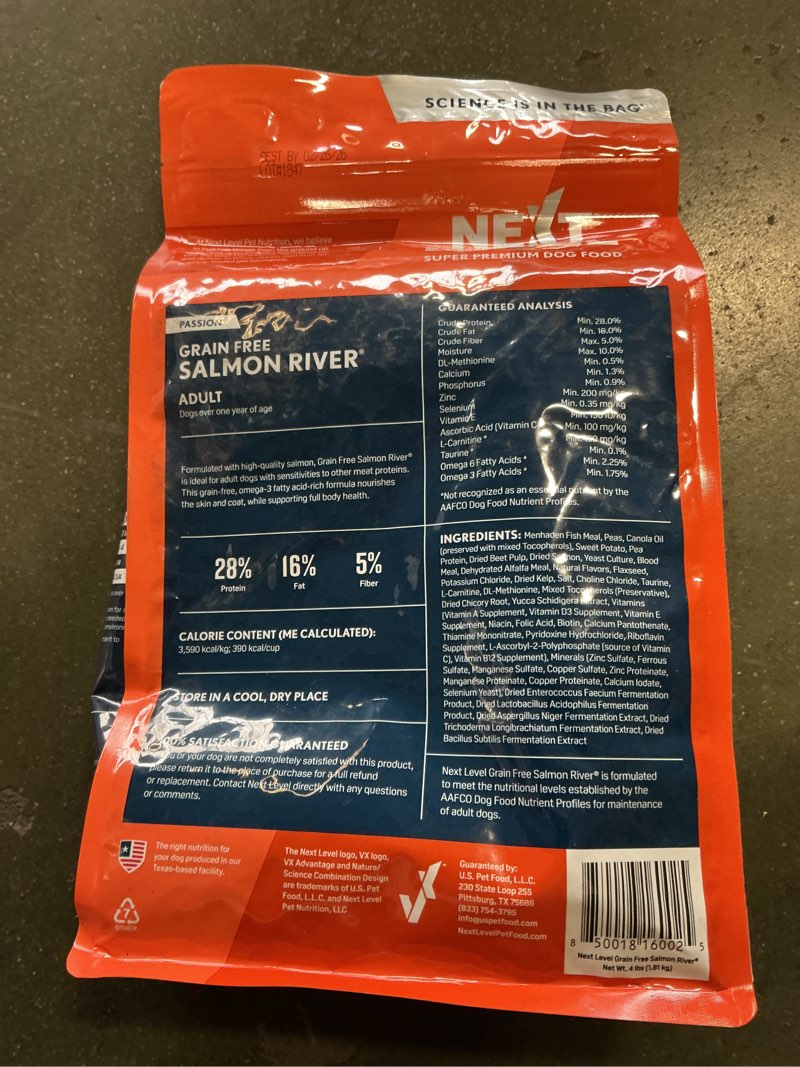 SCIENCE IS IN THE BAG
BEST BY 02/26/26
LOT#1847
At Next Level Pet Nutrition, we believe
NEXT
SUPER PREMIUM DOG FOOD
PASSION
GRAIN FREE
SALMON RIVER®
ADULT
Dogs over one year of age
Formulated with high-quality salmon, Grain Free Salmon River®
is ideal for adult dogs with sensitivities to other meat proteins.
This grain-free, omega-3 fatty acid-rich formula nourishes
the skin and coat, while supporting full body health.
28% 16% 5%
Protein Fat Fiber
CALORIE CONTENT (ME CALCULATED):
3,590 kcal/kg; 390 kcal/cup
STORE IN A COOL, DRY PLACE
100% SATISFACTION GUARANTEED
If you or your dog are not completely satisfied with this product,
please return it to the place of purchase for a full refund
or replacement. Contact Next Level directly with any questions
or comments.
GUARANTEED ANALYSIS
Crude Protein Min. 28.0%
Crude Fat Min. 16.0%
Crude Fiber Max. 5.0%
Moisture Max. 10.0%
DL-Methionine Min. 0.5%
Calcium Min. 1.3%
Phosphorus Min. 0.9%
Zinc Min. 200 mg/kg
Selenium Min. 0.35 mg/kg
Vitamin E Min. 150 IU/kg
Ascorbic Acid (Vitamin C Min. 100 mg/kg
L-Carnitine * mg/kg
Taurine * Min. 0.1%
Omega 6 Fatty Acids * Min. 2.25%
Omega 3 Fatty Acids * Min. 1.75%
*Not recognized as an essential nutrient by the
AAFCO Dog Food Nutrient Profiles.
INGREDIENTS: Menhaden Fish Meal, Peas, Canola Oil
(preserved with mixed Tocopherols), Sweet Potato, Pea
Protein, Dried Beet Pulp, Dried Salmon, Yeast Culture, Blood
Meal, Dehydrated Alfalfa Meal, Natural Flavors, Flaxseed,
Potassium Chloride, Dried Kelp, Salt, Choline Chloride, Taurine,
L-Carnitine, DL-Methionine, Mixed Tocopherols (Preservative),
Dried Chicory Root, Yucca Schidigera Extract, Vitamins
(Vitamin A Supplement, Vitamin D3 Supplement, Vitamin E
Supplement, Niacin, Folic Acid, Biotin, Calcium Pantothenate,
Thiamine Mononitrate, Pyridoxine Hydrochloride, Riboflavin
Supplement, L-Ascorbyl-2-Polyphosphate (source of Vitamin
C), Vitamin B12 Supplement), Minerals (Zinc Sulfate, Ferrous
Sulfate, Manganese Sulfate, Copper Sulfate, Zinc Proteinate,
Manganese Proteinate, Copper Proteinate, Calcium Iodate,
Selenium Yeast), Dried Enterococcus Faecium Fermentation
Product, Dried Lactobacillus Acidophilus Fermentation
Product, Dried Aspergillus Niger Fermentation Extract, Dried
Trichoderma Longibrachiatum Fermentation Extract, Dried
Bacillus Subtilis Fermentation Extract
Next Level Grain Free Salmon River® is formulated
to meet the nutritional levels established by the
AAFCO Dog Food Nutrient Profiles for maintenance
of adult dogs.
The right nutrition for
your dog produced in our
Texas-based facility.
7
OTHER
The Next Level logo, VX logo,
VX Advantage and Nature/
Science Combination Design
are trademarks of U.S. Pet
Food, L.L.C. and Next Level
Pet Nutrition, LLC
VX
Guaranteed by:
U.S. Pet Food, L.L.C.
230 State Loop 255
Pittsburg, TX 75686
(833) 754-3795
info@uspetfood.com
NextLevelPetFood.com
8 50018 16002 5
Next Level Grain Free Salmon River®
Net Wt. 4 lbs (1.81 kg)